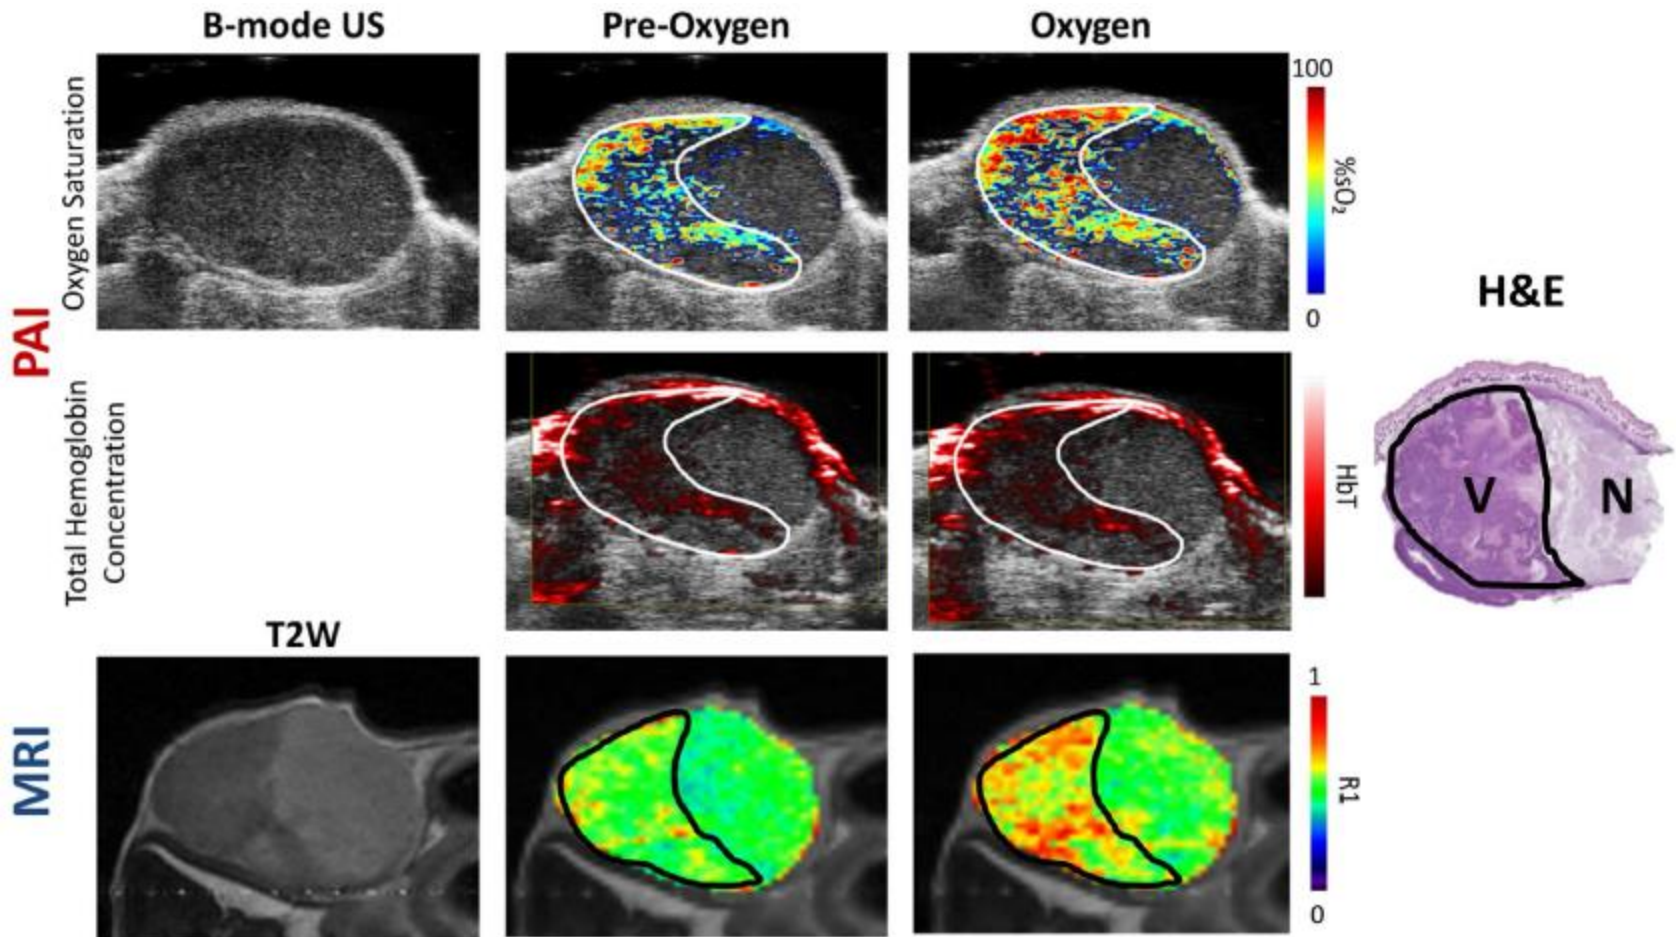 B-mode US
Pre-Oxygen
Oxygen
PAI
Oxygen Saturation
100
%sO₂
0
H&E
V
N
Total Hemoglobin
Concentration
HbT
T2W
MRI
1
R1
0